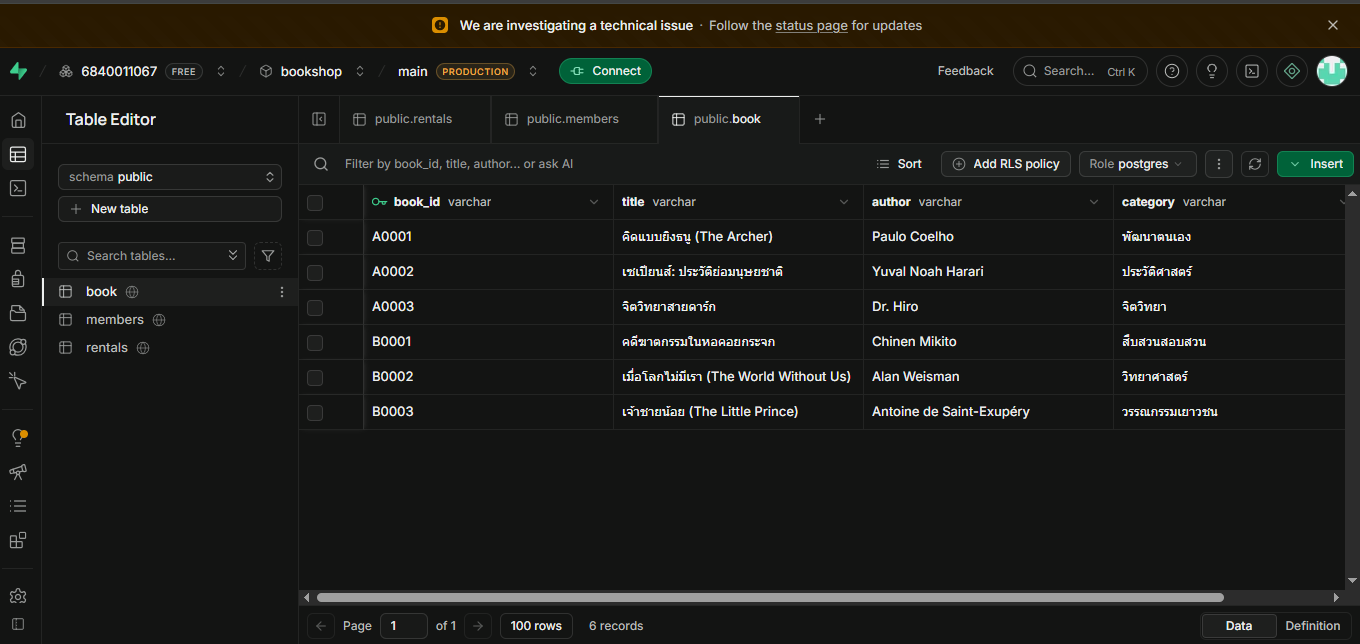 We are investigating a technical issue · Follow the status page for updates
6840011067 FREE bookshop main PRODUCTION Connect Feedback Search... Ctrl K
Table Editor
public.rentals public.members public.book
schema public
New table
Search tables...
book
members
rentals
Filter by book_id, title, author... or ask AI Sort Add RLS policy Role postgres Insert
book_id varchar title varchar author varchar category varchar
A0001 คิดแบบยิงธนู (The Archer) Paulo Coelho พัฒนาตนเอง
A0002 เซเปียนส์: ประวัติย่อมนุษยชาติ Yuval Noah Harari ประวัติศาสตร์
A0003 จิตวิทยาสายดาร์ก Dr. Hiro จิตวิทยา
B0001 คดีฆาตกรรมในหอคอยกระจก Chinen Mikito สืบสวนสอบสวน
B0002 เมื่อโลกไม่มีเรา (The World Without Us) Alan Weisman วิทยาศาสตร์
B0003 เจ้าชายน้อย (The Little Prince) Antoine de Saint-Exupéry วรรณกรรมเยาวชน
Page 1 of 1 100 rows 6 records Data Definition